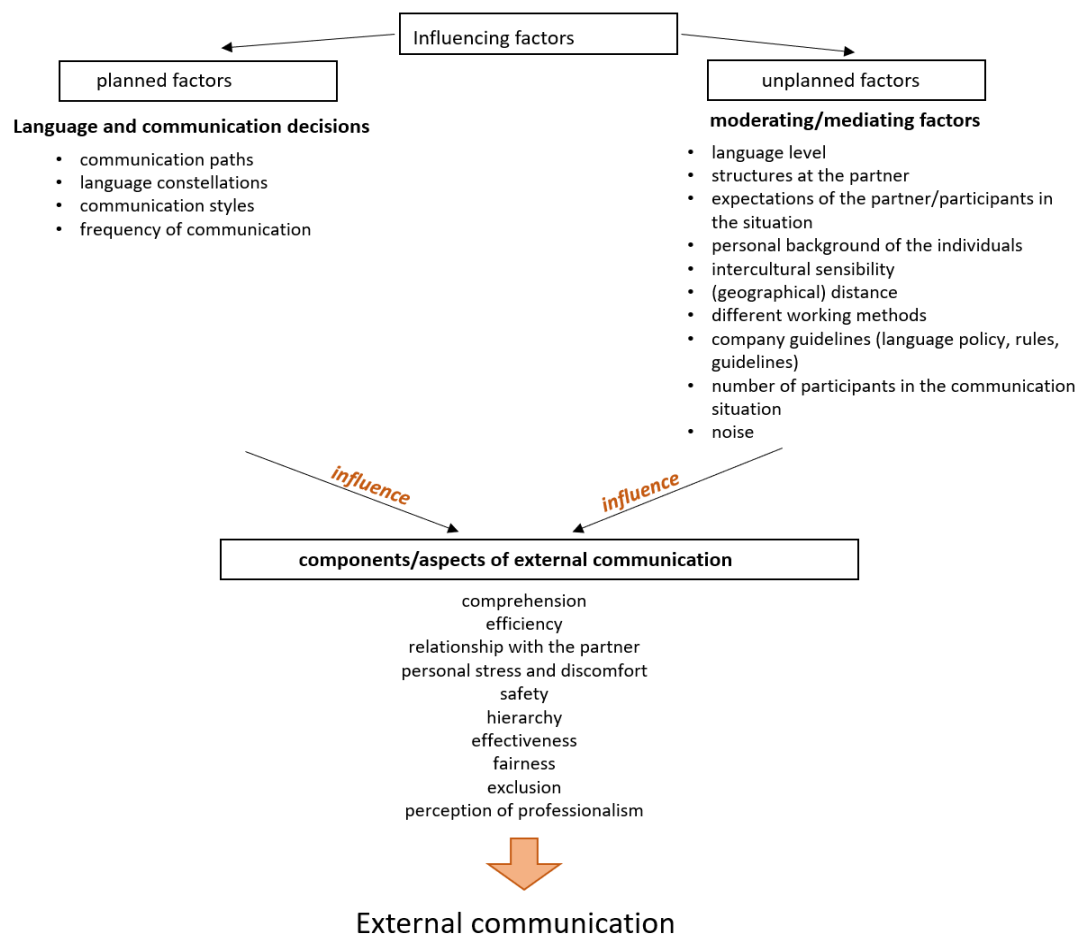 Influencing factors
planned factors
unplanned factors
Language and communication decisions
• communication paths
• language constellations
• communication styles
• frequency of communication
moderating/mediating factors
• language level
• structures at the partner
• expectations of the partner/participants in
the situation
• personal background of the individuals
• intercultural sensibility
• (geographical) distance
• different working methods
• company guidelines (language policy, rules,
guidelines)
• number of participants in the communication
situation
• noise
influence
influence
components/aspects of external communication
comprehension
efficiency
relationship with the partner
personal stress and discomfort
safety
hierarchy
effectiveness
fairness
exclusion
perception of professionalism
External communication